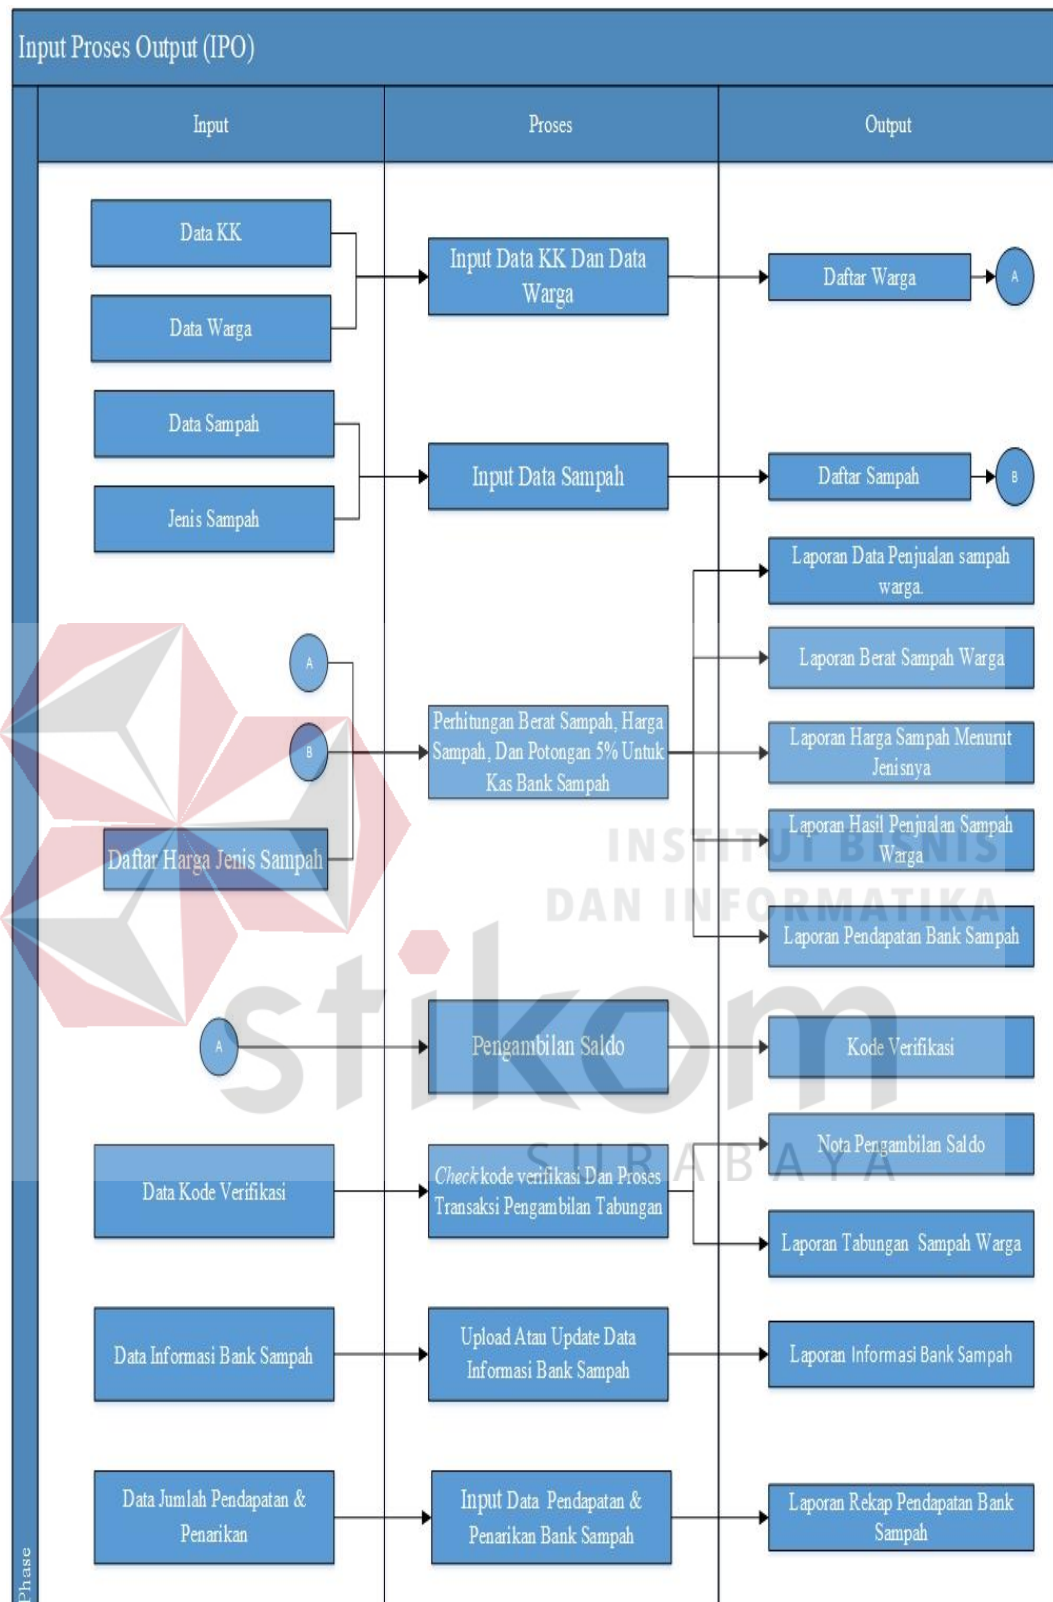 Input Proses Output (IPO)
Input
Proses
Output
Data KK
Data Warga
Input Data KK Dan Data
Warga
Daftar Warga
A
Data Sampah
Jenis Sampah
Input Data Sampah
Daftar Sampah
B
A
B
Daftar Harga Jenis Sampah
Perhitungan Berat Sampah, Harga
Sampah, Dan Potongan 5% Untuk
Kas Bank Sampah
Laporan Data Penjualan sampah
warga.
Laporan Berat Sampah Warga
Laporan Harga Sampah Menurut
Jenisnya
Laporan Hasil Penjualan Sampah
Warga
Laporan Pendapatan Bank Sampah
A
Pengambilan Saldo
Kode Verifikasi
Data Kode Verifikasi
Check kode verifikasi Dan Proses
Transaksi Pengambilan Tabungan
Nota Pengambilan Saldo
Laporan Tabungan Sampah Warga
Data Informasi Bank Sampah
Upload Atau Update Data
Informasi Bank Sampah
Laporan Informasi Bank Sampah
Data Jumlah Pendapatan &
Penarikan
Input Data Pendapatan &
Penarikan Bank Sampah
Laporan Rekap Pendapatan Bank
Sampah
Phase
INSTITUT BISNIS
DAN INFORMATIKA
stikom
SURABAYA